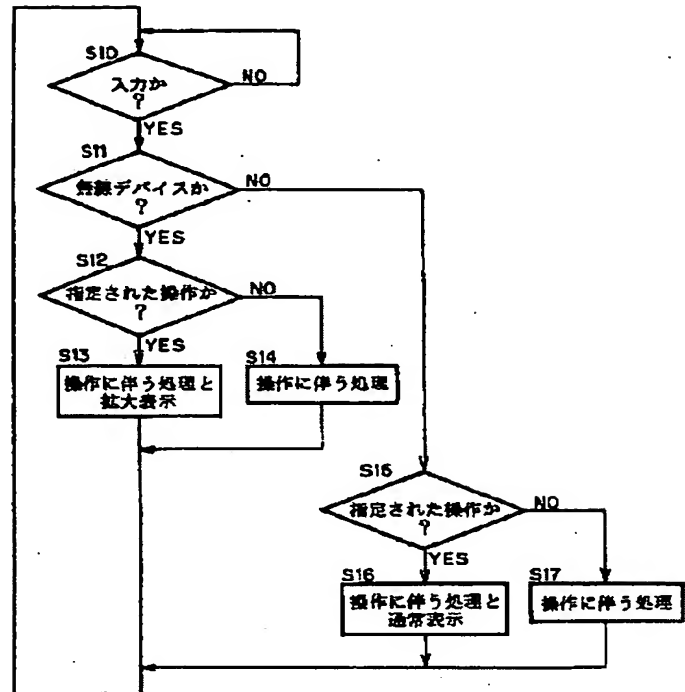 S10
入力か
?
NO
YES
S11
無線デバイスか
?
NO
YES
S12
指定された操作か
?
NO
YES
S13
操作に伴う処理と
拡大表示
S14
操作に伴う処理
S15
指定された操作か
?
NO
YES
S16
操作に伴う処理と
通常表示
S17
操作に伴う処理